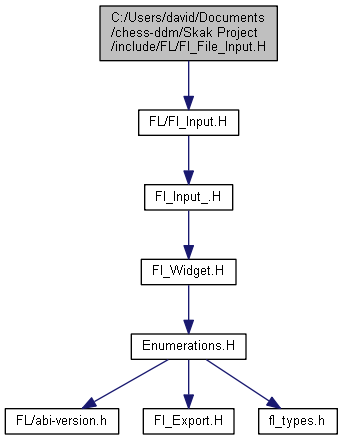 C:/Users/david/Documents
/chess-ddm/Skak Project
/include/FL/Fl_File_Input.H
FL/Fl_Input.H
Fl_Input_.H
Fl_Widget.H
Enumerations.H
FL/abi-version.h
Fl_Export.H
fl_types.h